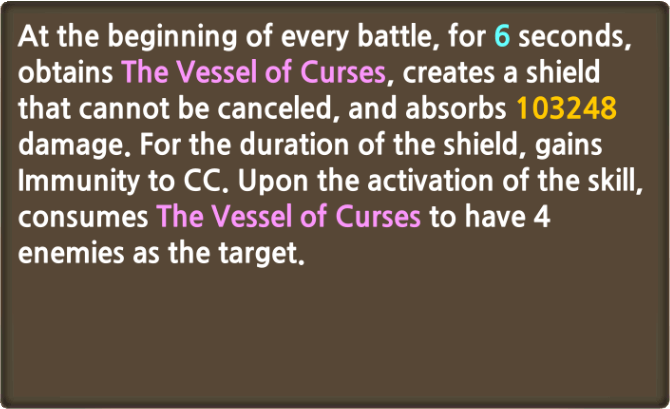 At the beginning of every battle, for 6 seconds,
obtains The Vessel of Curses, creates a shield
that cannot be canceled, and absorbs 103248
damage. For the duration of the shield, gains
Immunity to CC. Upon the activation of the skill,
consumes The Vessel of Curses to have 4
enemies as the target.